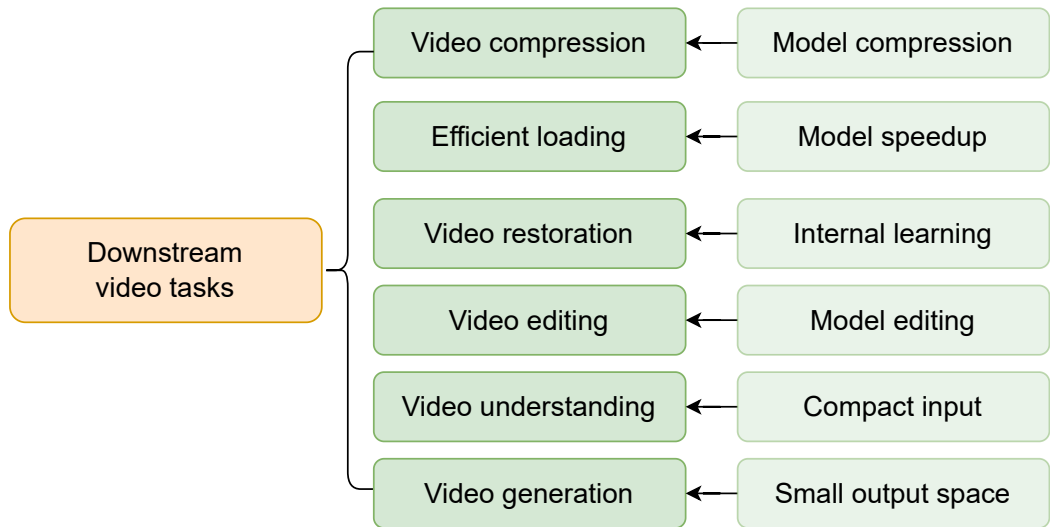 Video compression
Model compression
Efficient loading
Model speedup
Video restoration
Internal learning
Downstream
video tasks
Video editing
Model editing
Video understanding
Compact input
Video generation
Small output space